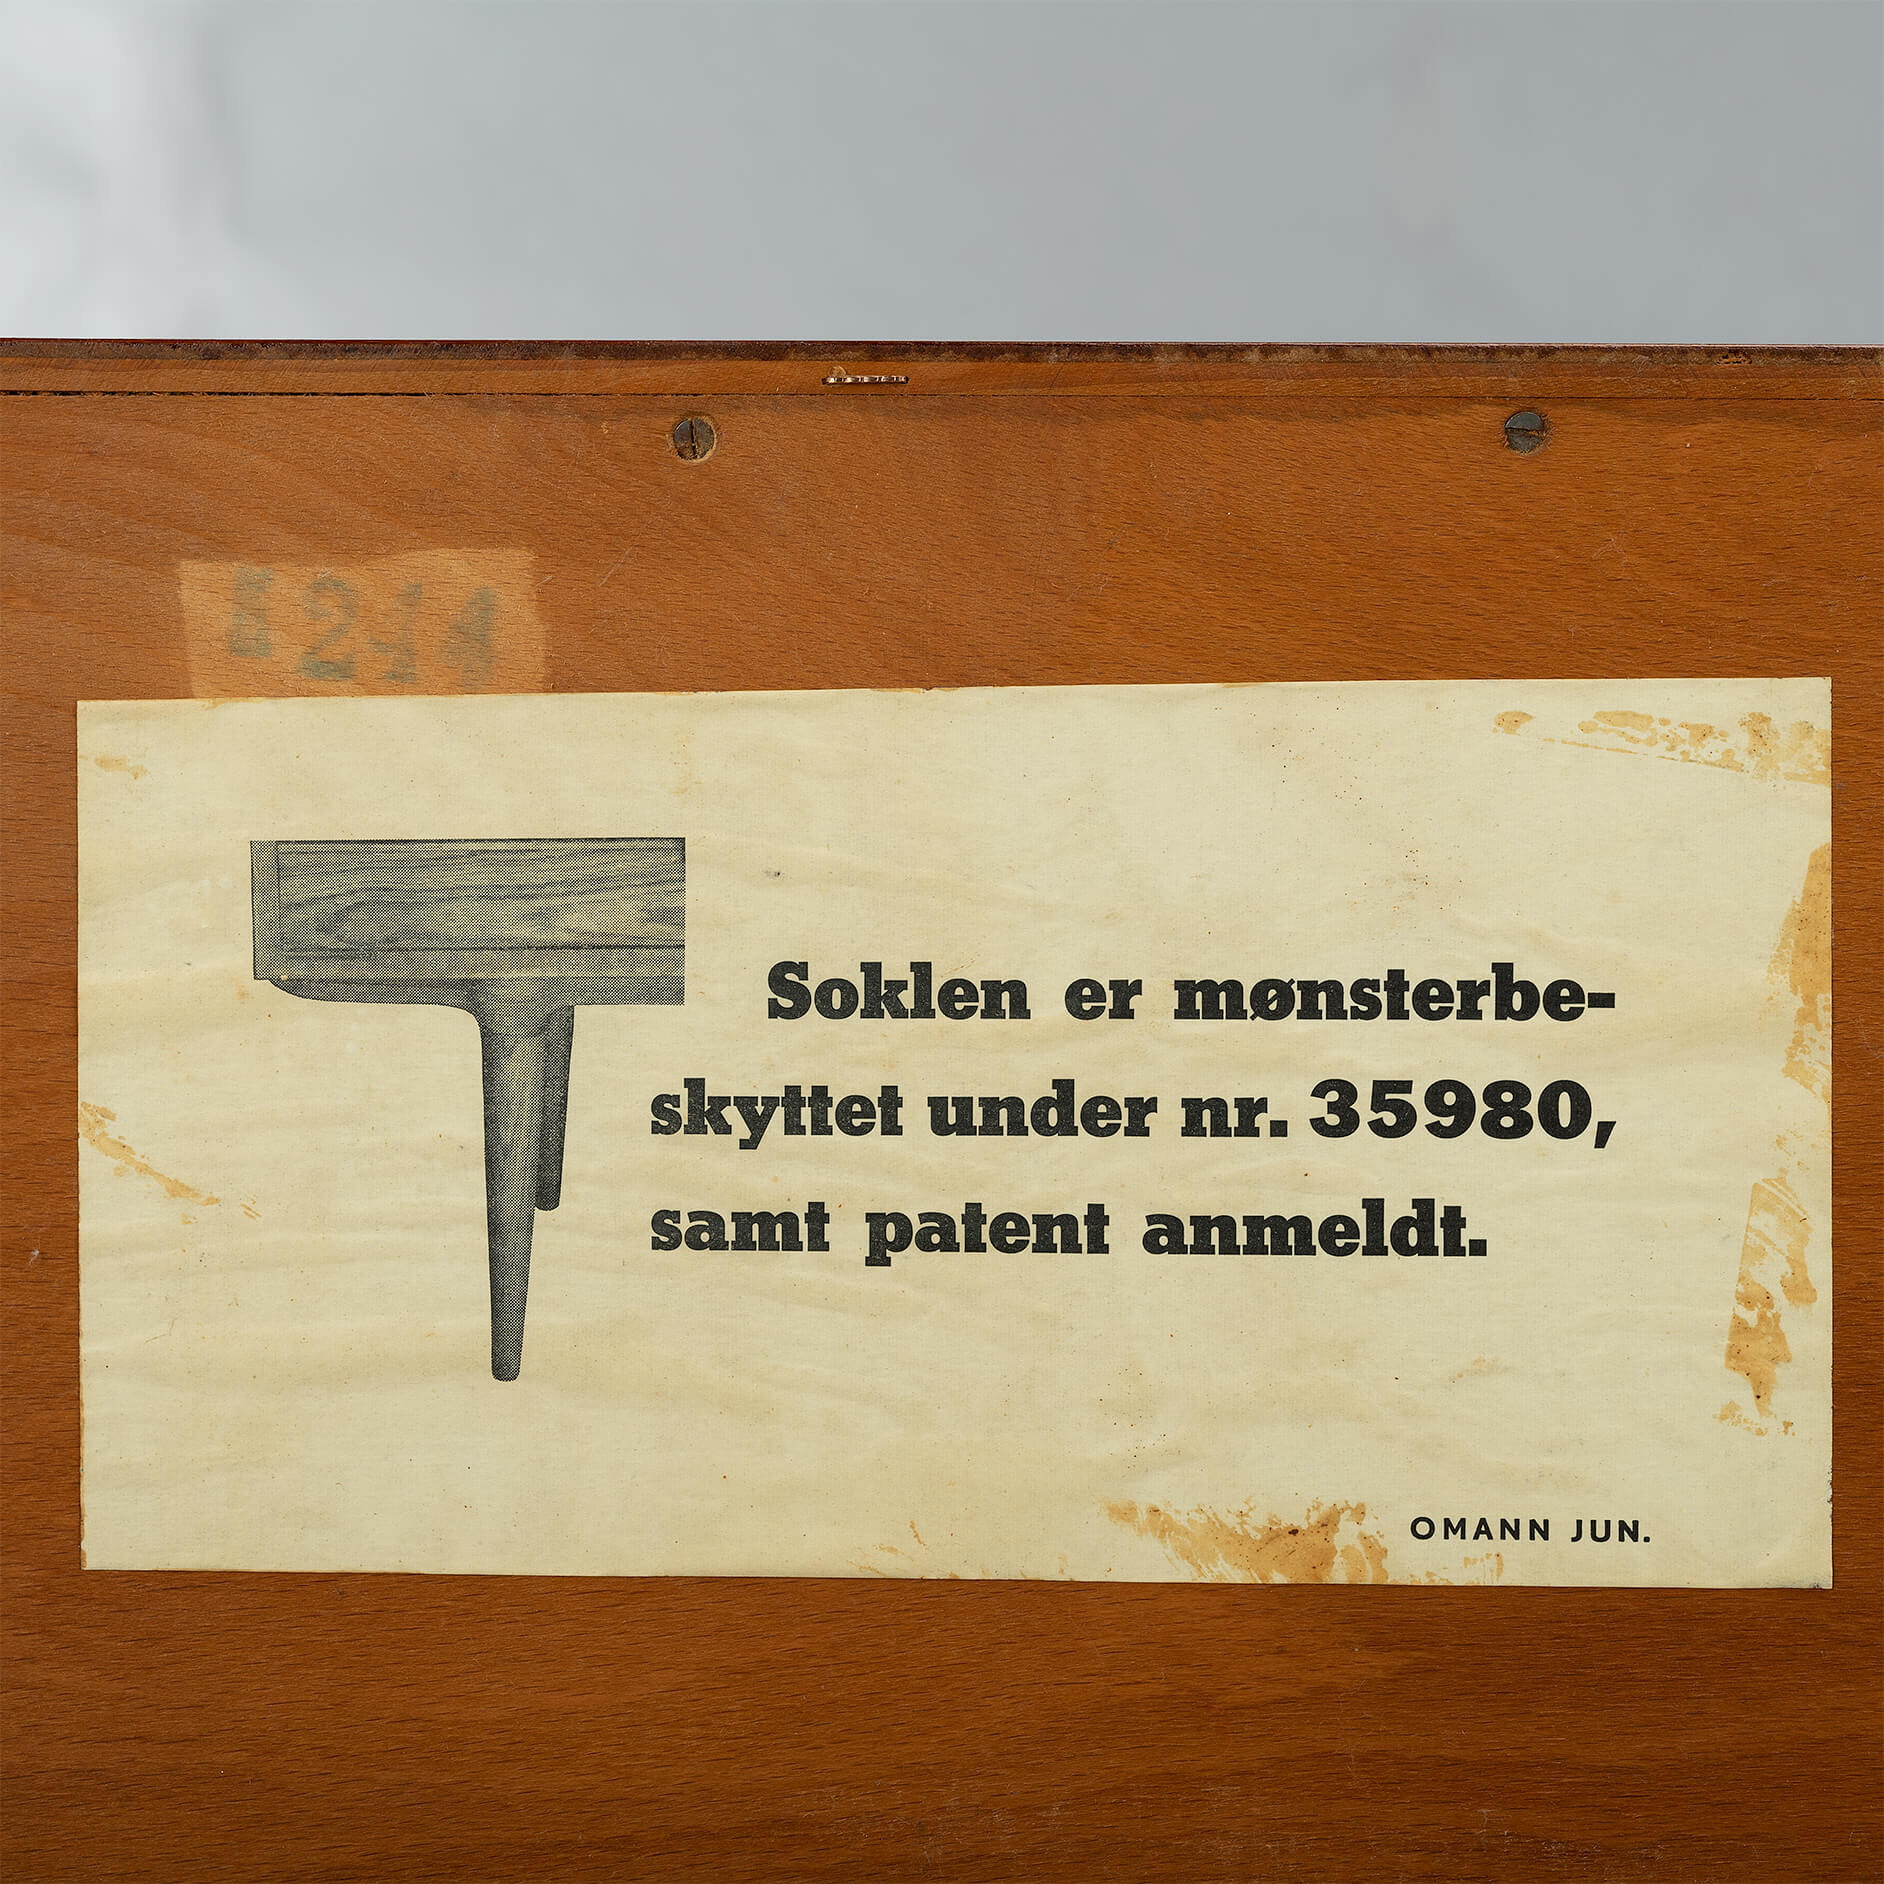 Soklen er mønsterbe-
skyttet under nr. 35980,
samt patent anmeldt.
OMANN JUN.